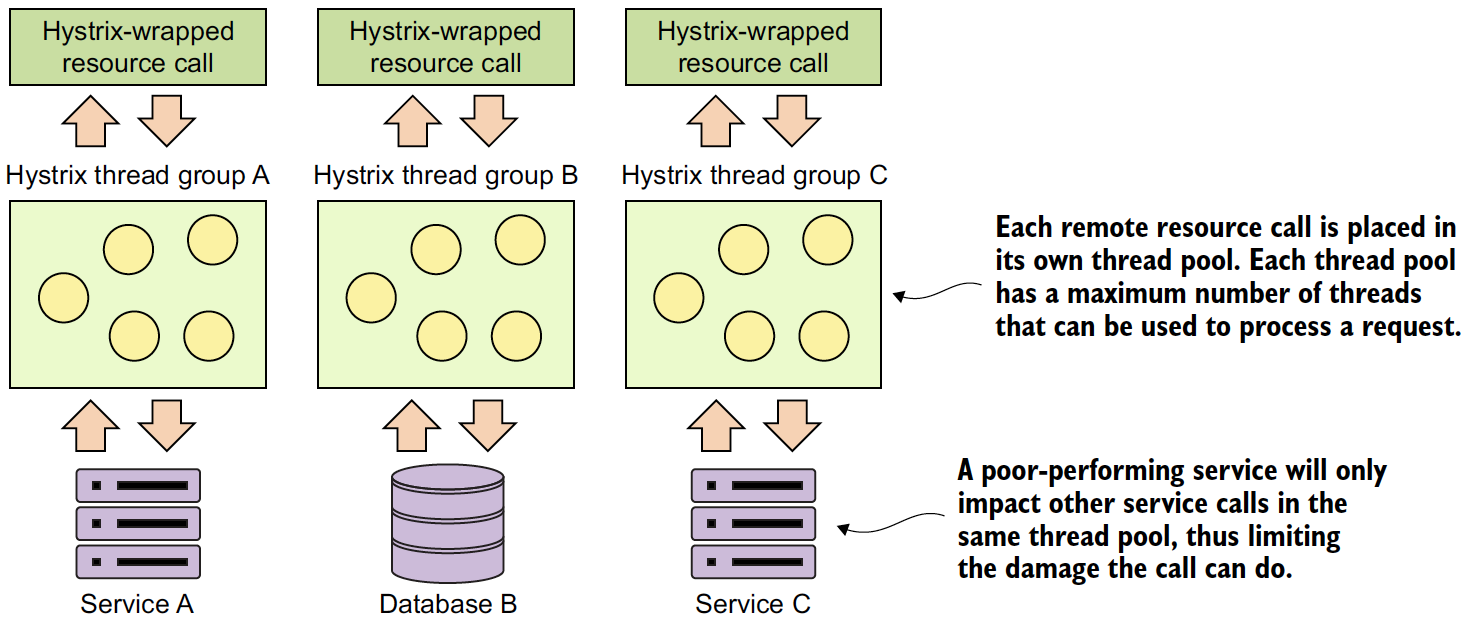 Hystrix-wrapped
resource call
Hystrix-wrapped
resource call
Hystrix-wrapped
resource call
Hystrix thread group A
Hystrix thread group B
Hystrix thread group C
Each remote resource call is placed in
its own thread pool. Each thread pool
has a maximum number of threads
that can be used to process a request.
A poor-performing service will only
impact other service calls in the
same thread pool, thus limiting
the damage the call can do.
Service A
Database B
Service C